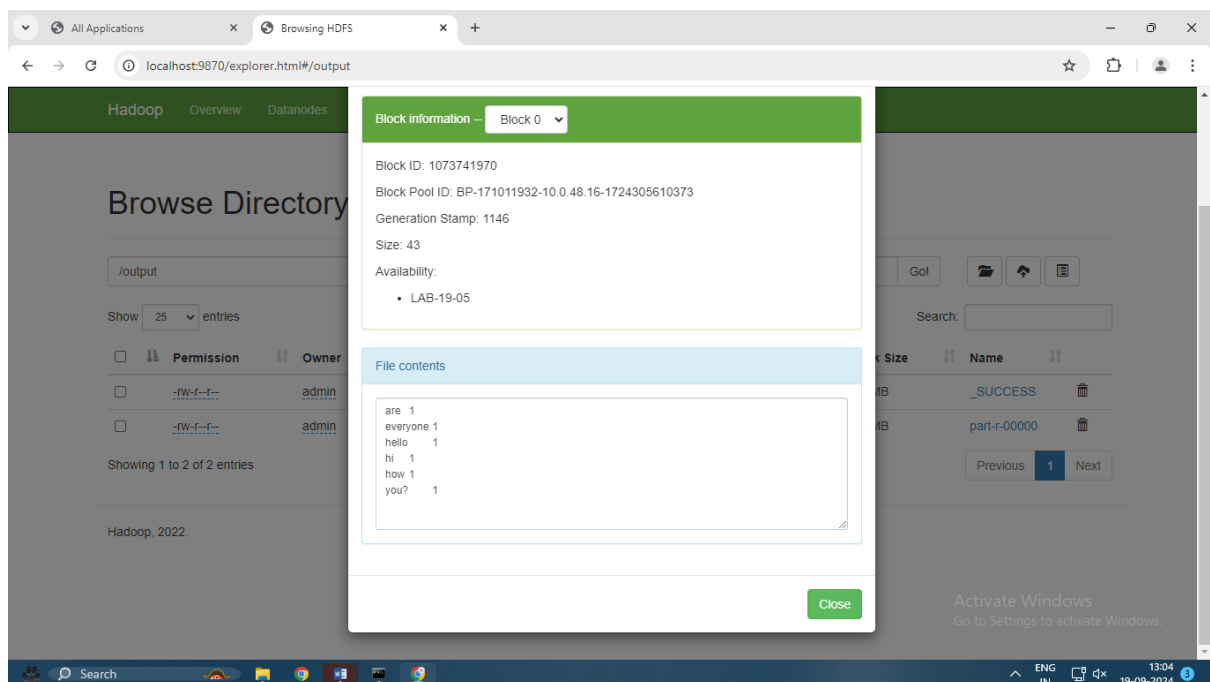 All Applications
Browsing HDFS
localhost:9870/explorer.html#/output
Hadoop Overview Datanodes
Block information -- Block 0
Block ID: 1073741970
Block Pool ID: BP-171011932-10.0.48.16-1724305610373
Generation Stamp: 1146
Size: 43
Availability:
LAB-19-05
Browse Directory
/output
Go!
Show 25 entries
Search:
Permission Owner Size Name
File contents
-rw-r--r-- admin MB _SUCCESS
-rw-r--r-- admin MB part-r-00000
are 1
everyone 1
hello 1
hi 1
how 1
you? 1
Showing 1 to 2 of 2 entries
Previous 1 Next
Hadoop, 2022.
Close
Activate Windows
Go to Settings to activate Windows.
Search
ENG
IN
13:04
19-09-2024
3